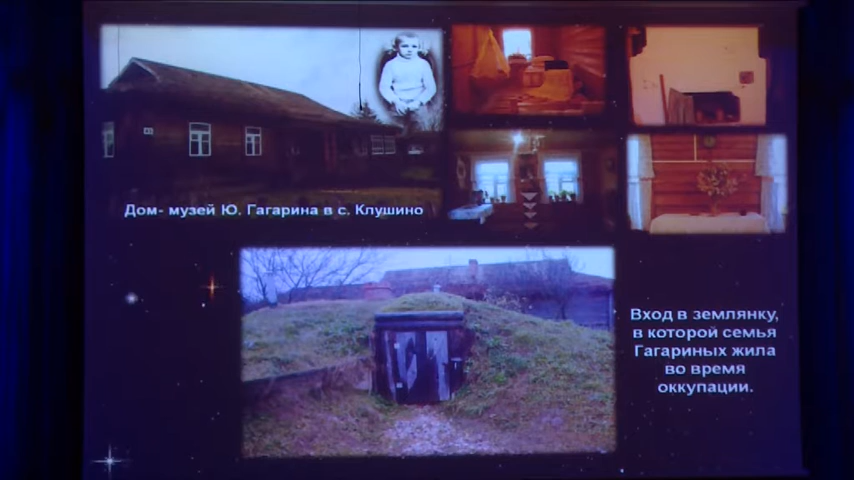 Дом- музей Ю. Гагарина в с. Клушино
Вход в землянку,
в которой семья
Гагариных жила
во время
оккупации.